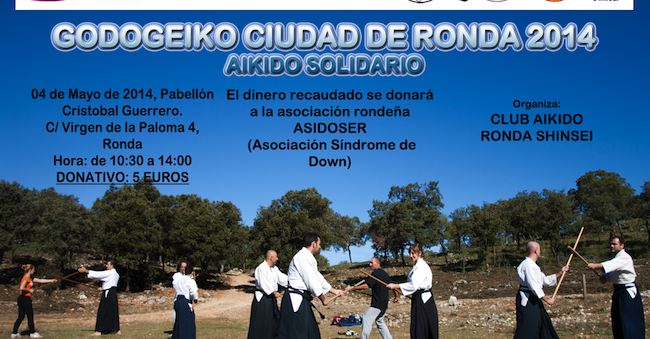 GODOGEIKO CIUDAD DE RONDA 2014
AIKIDO SOLIDARIO
04 de Mayo de 2014, Pabellón
Cristobal Guerrero.
C/ Virgen de la Paloma 4,
Ronda
Hora: de 10:30 a 14:00
DONATIVO: 5 EUROS
El dinero recaudado se donará
a la asociación rondeña
ASIDOSER
(Asociación Síndrome de
Down)
Organiza:
CLUB AIKIDO
RONDA SHINSEI